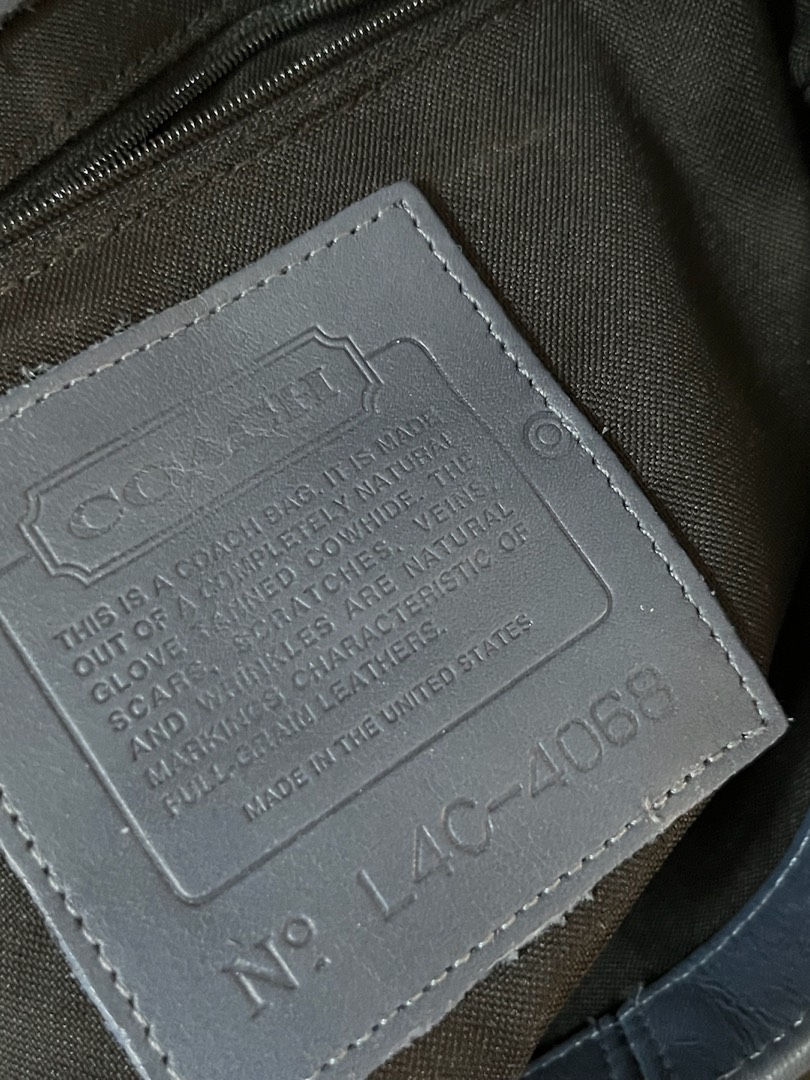 COACH
THIS IS A COACH BAG. IT IS MADE
OUT OF A COMPLETELY NATURAL
GLOVE TANNED COWHIDE. THE
SCARS, SCRATCHES, VEINS,
AND WRINKLES ARE NATURAL
MARKINGS CHARACTERISTIC OF
FULL-GRAIN LEATHERS.
MADE IN THE UNITED STATES
Nº L4C-4068